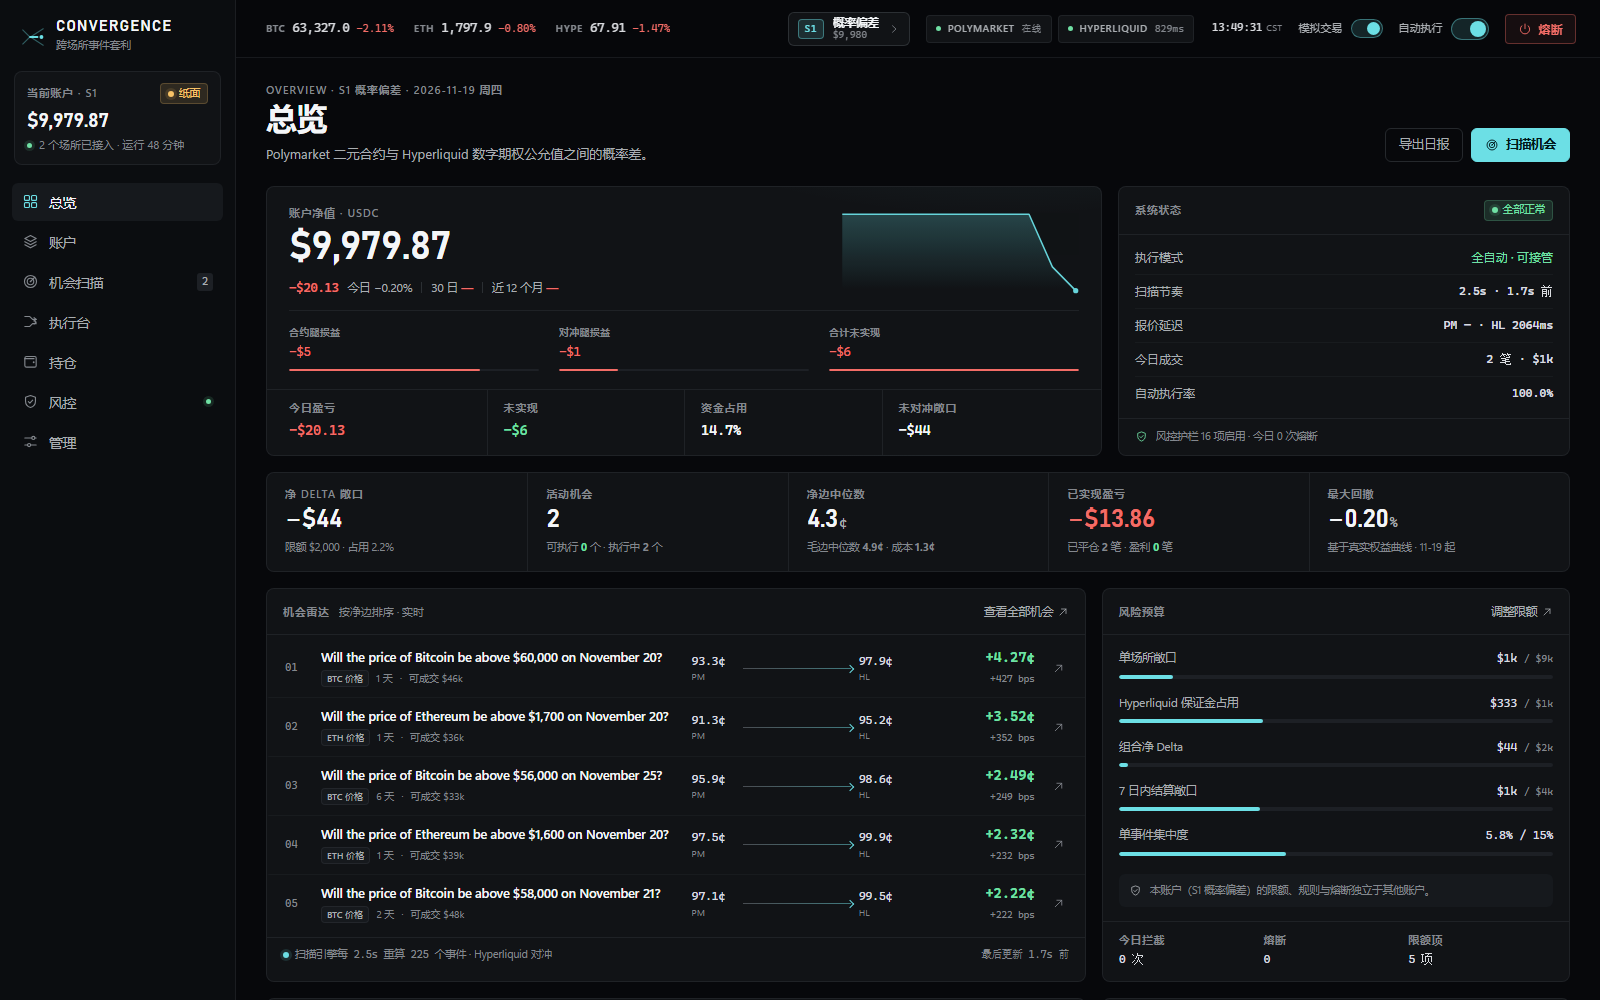 CONVERGENCE
跨场所事件套利
当前账户 · S1
纸面
$9,979.87
2 个场所已接入 · 运行 48 分钟
总览
账户
机会扫描
2
执行台
持仓
风控
管理
BTC 63,327.0 −2.11%
ETH 1,797.9 −0.80%
HYPE 67.91 −1.47%
S1
概率偏差
$9,980
POLYMARKET 在线
HYPERLIQUID 829ms
13:49:31 CST
模拟交易
自动执行
熔断
OVERVIEW · S1 概率偏差 · 2026-11-19 周四
总览
Polymarket 二元合约与 Hyperliquid 数字期权公允值之间的概率差。
导出日报
扫描机会
账户净值 · USDC
$9,979.87
−$20.13 今日 −0.20%
30 日 —
近 12 个月 —
合约腿损益
−$5
对冲腿损益
−$1
合计未实现
−$6
今日盈亏
−$20.13
未实现
−$6
资金占用
14.7%
未对冲敞口
−$44
系统状态
全部正常
执行模式
全自动 · 可接管
扫描节奏
2.5s · 1.7s 前
报价延迟
PM — · HL 2064ms
今日成交
2 笔 · $1k
自动执行率
100.0%
风控护栏 16 项启用 · 今日 0 次熔断
净 DELTA 敞口
−$44
限额 $2,000 · 占用 2.2%
活动机会
2
可执行 0 个 · 执行中 2 个
净边中位数
4.3¢
毛边中位数 4.9¢ · 成本 1.3¢
已实现盈亏
−$13.86
已平仓 2 笔 · 盈利 0 笔
最大回撤
−0.20%
基于真实权益曲线 · 11-19 起
机会雷达 按净边排序 · 实时
查看全部机会
01
Will the price of Bitcoin be above $60,000 on November 20?
BTC 价格 1 天 · 可成交 $46k
93.3¢
PM
97.9¢
HL
+4.27¢
+427 bps
02
Will the price of Ethereum be above $1,700 on November 20?
ETH 价格 1 天 · 可成交 $36k
91.3¢
PM
95.2¢
HL
+3.52¢
+352 bps
03
Will the price of Bitcoin be above $56,000 on November 25?
BTC 价格 6 天 · 可成交 $33k
95.9¢
PM
98.6¢
HL
+2.49¢
+249 bps
04
Will the price of Ethereum be above $1,600 on November 20?
ETH 价格 1 天 · 可成交 $39k
97.5¢
PM
99.9¢
HL
+2.32¢
+232 bps
05
Will the price of Bitcoin be above $58,000 on November 21?
BTC 价格 2 天 · 可成交 $48k
97.1¢
PM
99.5¢
HL
+2.22¢
+222 bps
扫描引擎每 2.5s 重算 225 个事件 · Hyperliquid 对冲
最后更新 1.7s 前
风险预算
调整限额
单场所敞口
$1k / $9k
Hyperliquid 保证金占用
$333 / $1k
组合净 Delta
$44 / $2k
7 日内结算敞口
$1k / $4k
单事件集中度
5.8% / 15%
本账户（S1 概率偏差）的限额、规则与熔断独立于其他账户。
今日拦截
0 次
熔断
0
限额顶
5 项